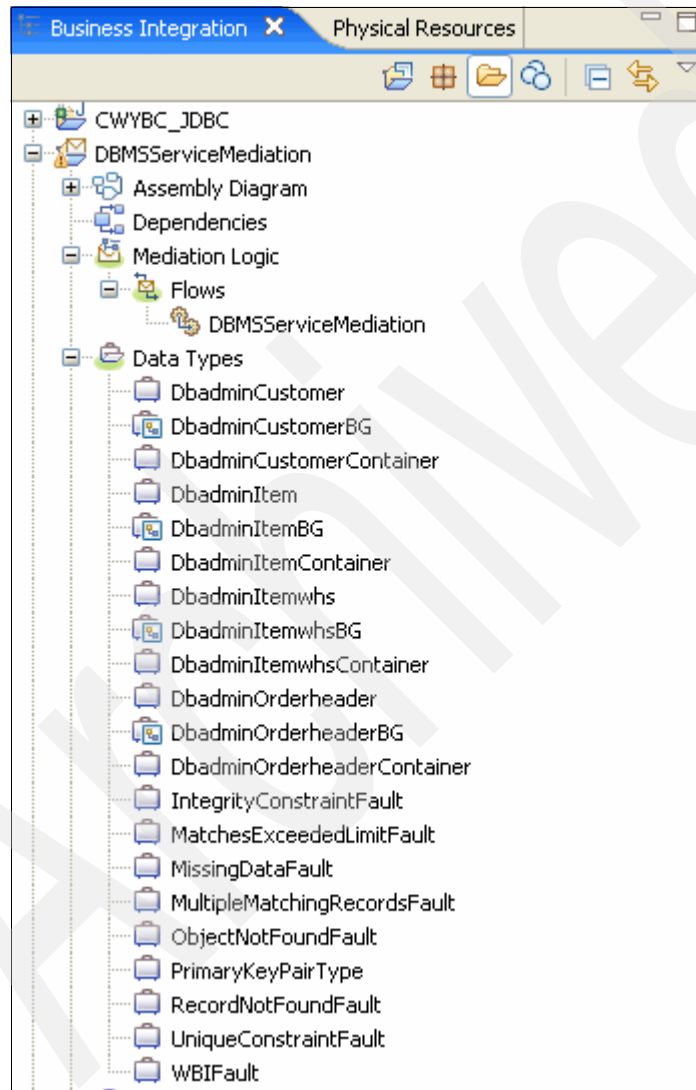 Business Integration Physical Resources
CWYBC_JDBC
DBMSServiceMediation
Assembly Diagram
Dependencies
Mediation Logic
Flows
DBMSServiceMediation
Data Types
DbadminCustomer
DbadminCustomerBG
DbadminCustomerContainer
DbadminItem
DbadminItemBG
DbadminItemContainer
DbadminItemwhs
DbadminItemwhsBG
DbadminItemwhsContainer
DbadminOrderheader
DbadminOrderheaderBG
DbadminOrderheaderContainer
IntegrityConstraintFault
MatchesExceededLimitFault
MissingDataFault
MultipleMatchingRecordsFault
ObjectNotFoundFault
PrimaryKeyPairType
RecordNotFoundFault
UniqueConstraintFault
WBIFault